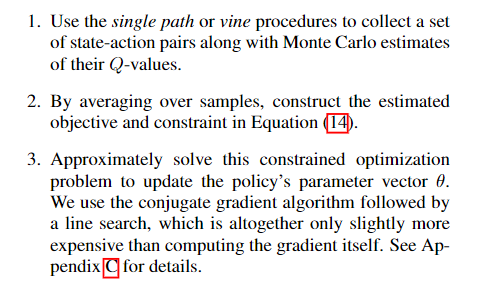 1. Use the single path or vine procedures to collect a set
of state-action pairs along with Monte Carlo estimates
of their Q-values.
2. By averaging over samples, construct the estimated
objective and constraint in Equation (14).
3. Approximately solve this constrained optimization
problem to update the policy's parameter vector θ.
We use the conjugate gradient algorithm followed by
a line search, which is altogether only slightly more
expensive than computing the gradient itself. See Ap-
pendix C for details.